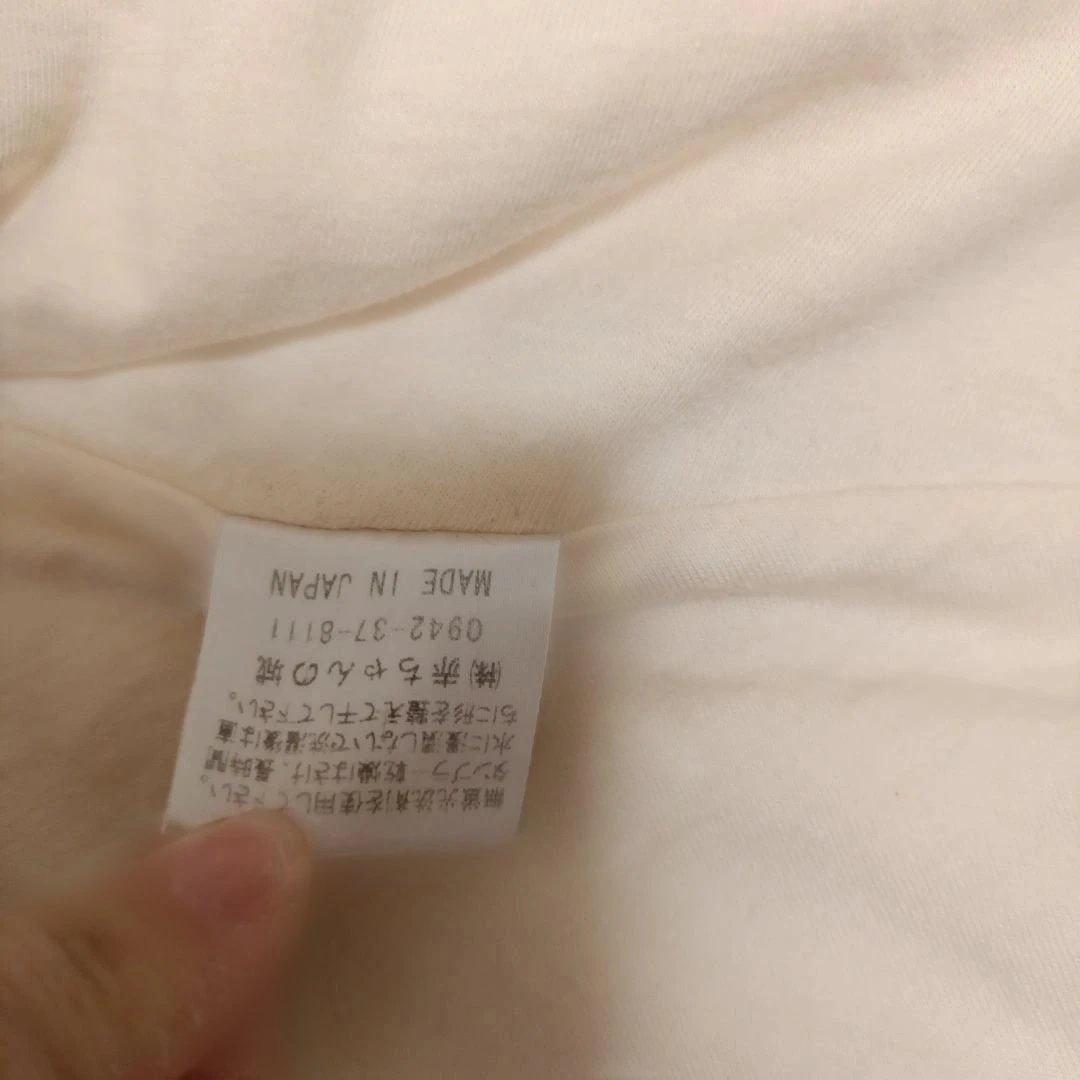 無蛍光洗剤を使用して下さい。
タンブラー乾燥はさけ、長時間
水に浸漬しないで洗濯後は直
ちに形を整えて干して下さい。
㈱赤ちゃんの城
0942-37-8111
MADE IN JAPAN